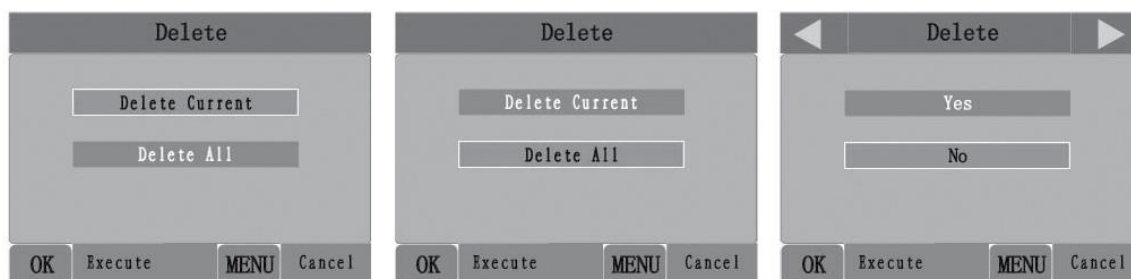 Delete
Delete Current
Delete All
OK Execute MENU Cancel
Delete
Delete Current
Delete All
OK Execute MENU Cancel
Delete
Yes
No
OK Execute MENU Cancel